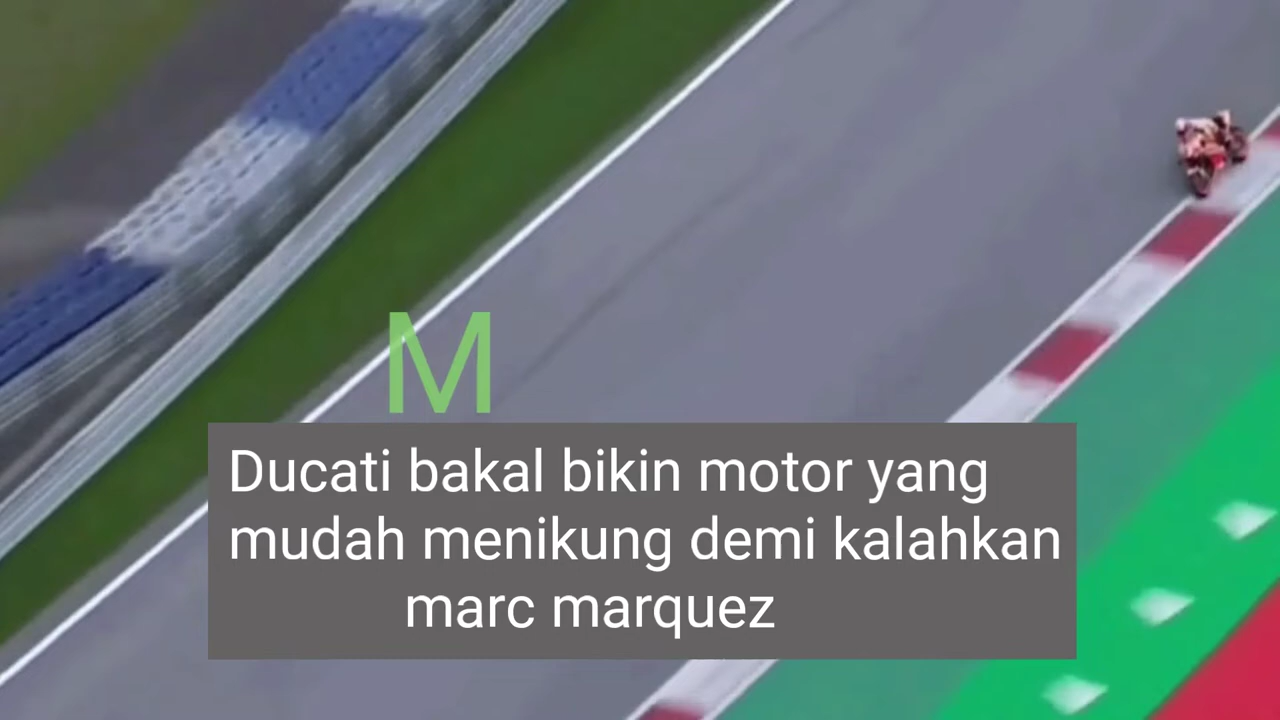 M
Ducati bakal bikin motor yang
mudah menikung demi kalahkan
marc marquez